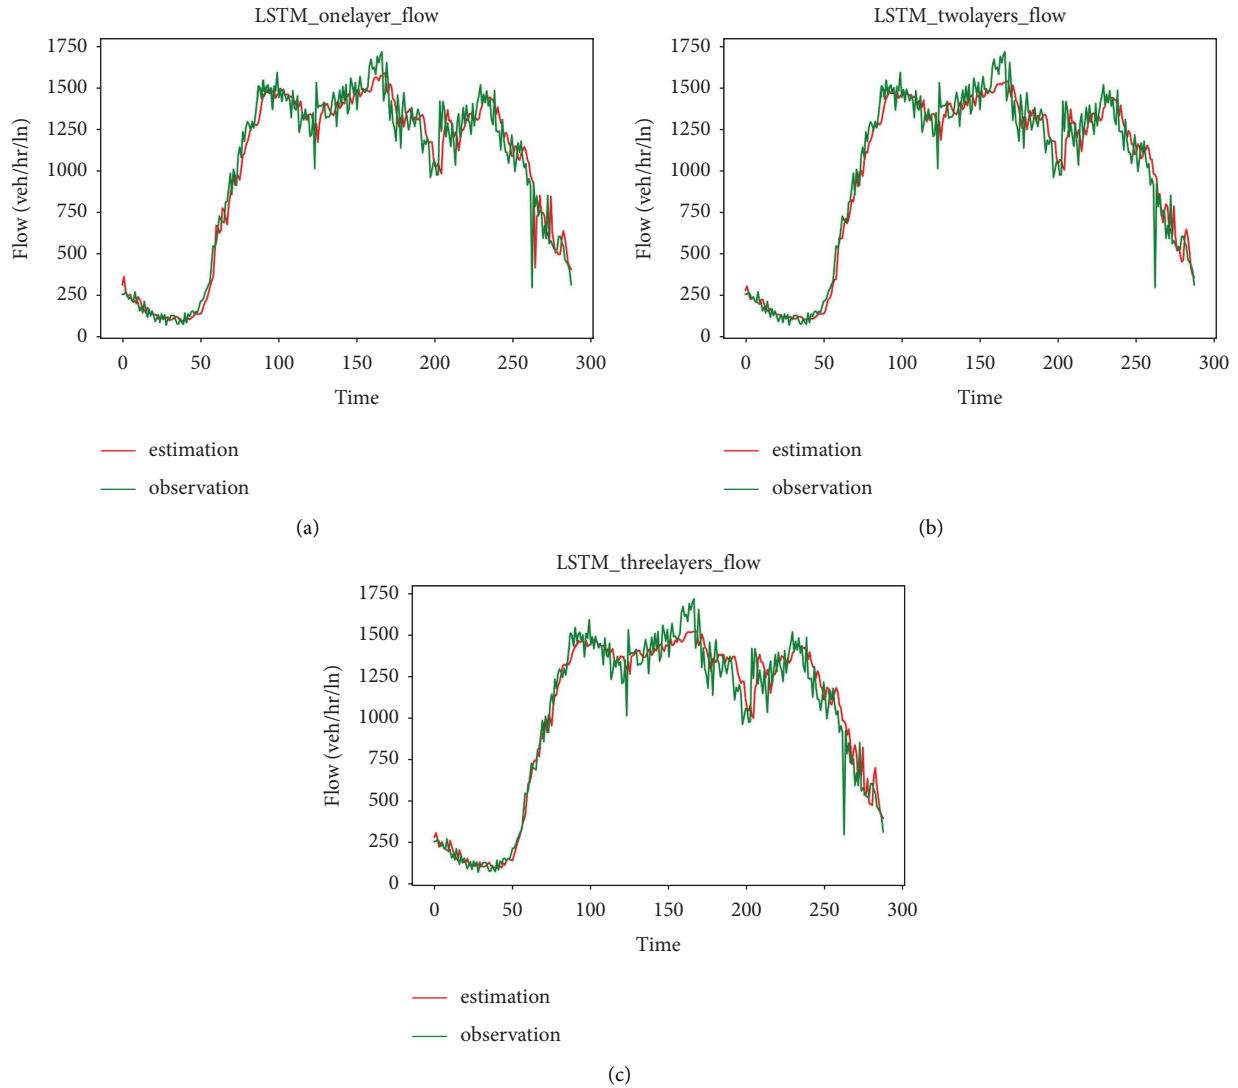 LSTM_onelayer_flow
1750
1500
1250
1000
750
500
250
0
Flow (veh/hr/ln)
0 50 100 150 200 250 300
Time
estimation
observation
(a)
LSTM_twolayers_flow
1750
1500
1250
1000
750
500
250
0
Flow (veh/hr/ln)
0 50 100 150 200 250 300
Time
estimation
observation
(b)
LSTM_threelayers_flow
1750
1500
1250
1000
750
500
250
0
Flow (veh/hr/ln)
0 50 100 150 200 250 300
Time
estimation
observation
(c)